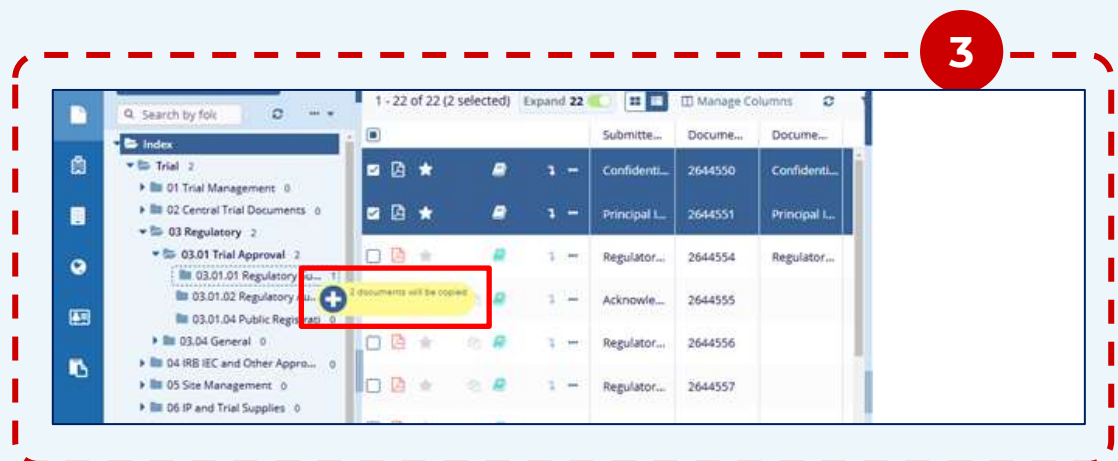 3
1 - 22 of 22 (2 selected) Expand 22 Manage Columns
Search by fol
Submitte... Docume... Docume...
Index
Trial 2
Confidenti... 2644550 Confidenti...
01 Trial Management 0
02 Central Trial Documents 0
Principal I... 2644551 Principal I...
03 Regulatory 2
03.01 Trial Approval 2
Regulator... 2644554 Regulator...
03.01.01 Regulatory 1
2 documents will be copied
03.01.02 Regulatory
Acknowle... 2644555
03.01.04 Public Registrati 0
03.04 General 0
Regulator... 2644556
04 IRB IEC and Other Appro... 0
05 Site Management 0
Regulator... 2644557
06 IP and Trial Supplies 0